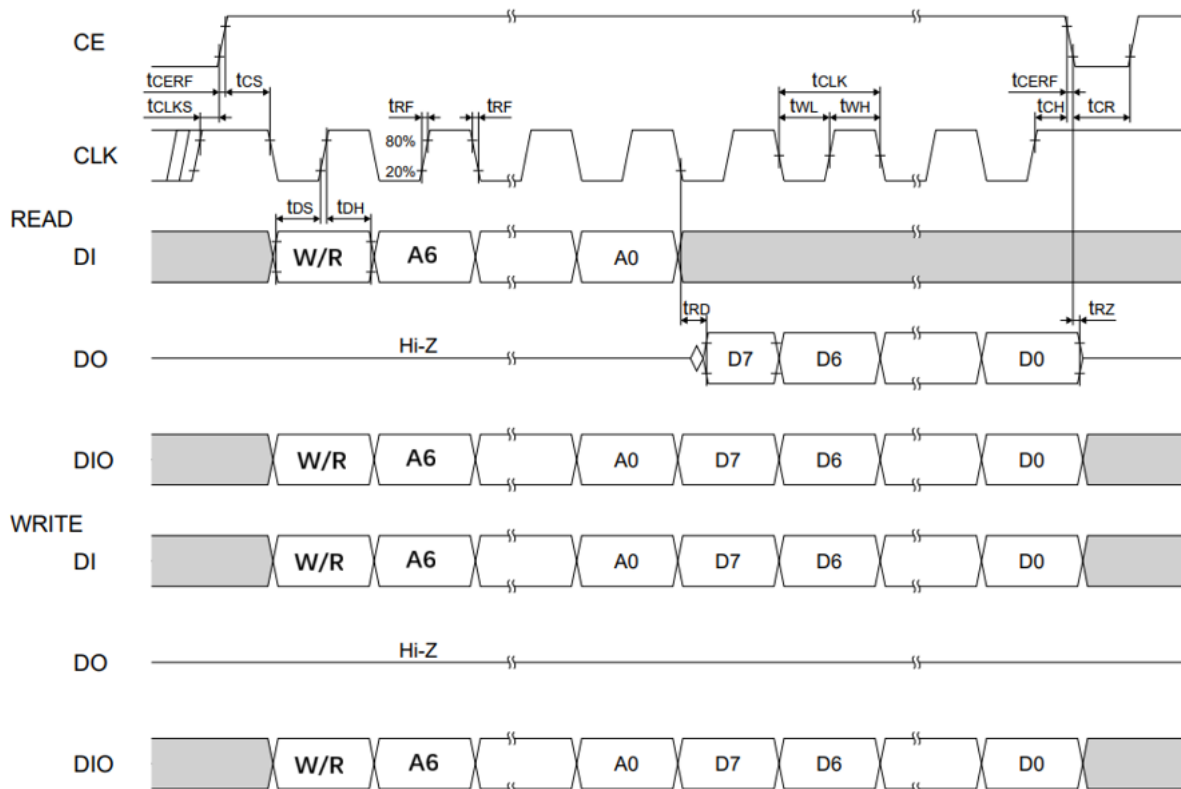 CE
tCERF tCS tCLK tCERF
tCLKS tRF tRF tWL tWH tCH tCR
CLK 80%
20%
tDS tDH
READ
DI W/R A6 A0
tRD tRZ
Hi-Z
DO D7 D6 D0
DIO W/R A6 A0 D7 D6 D0
WRITE
DI W/R A6 A0 D7 D6 D0
Hi-Z
DO
DIO W/R A6 A0 D7 D6 D0